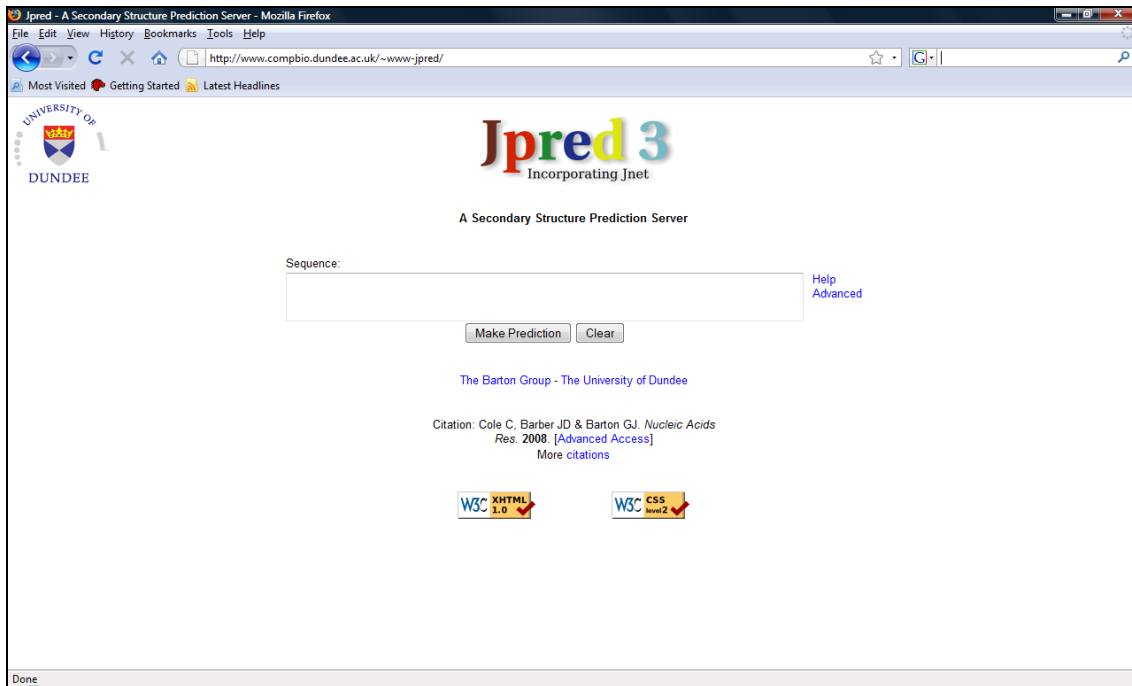 Jpred - A Secondary Structure Prediction Server - Mozilla Firefox
File Edit View History Bookmarks Tools Help
http://www.compbio.dundee.ac.uk/~www-jpred/
G
Most Visited Getting Started Latest Headlines
UNIVERSITY OF
DUNDEE
Jpred 3
Incorporating Jnet
A Secondary Structure Prediction Server
Sequence:
Help
Advanced
Make Prediction Clear
The Barton Group - The University of Dundee
Citation: Cole C, Barber JD & Barton GJ. Nucleic Acids
Res. 2008. [Advanced Access]
More citations
W3C XHTML 1.0
W3C CSS level 2
Done